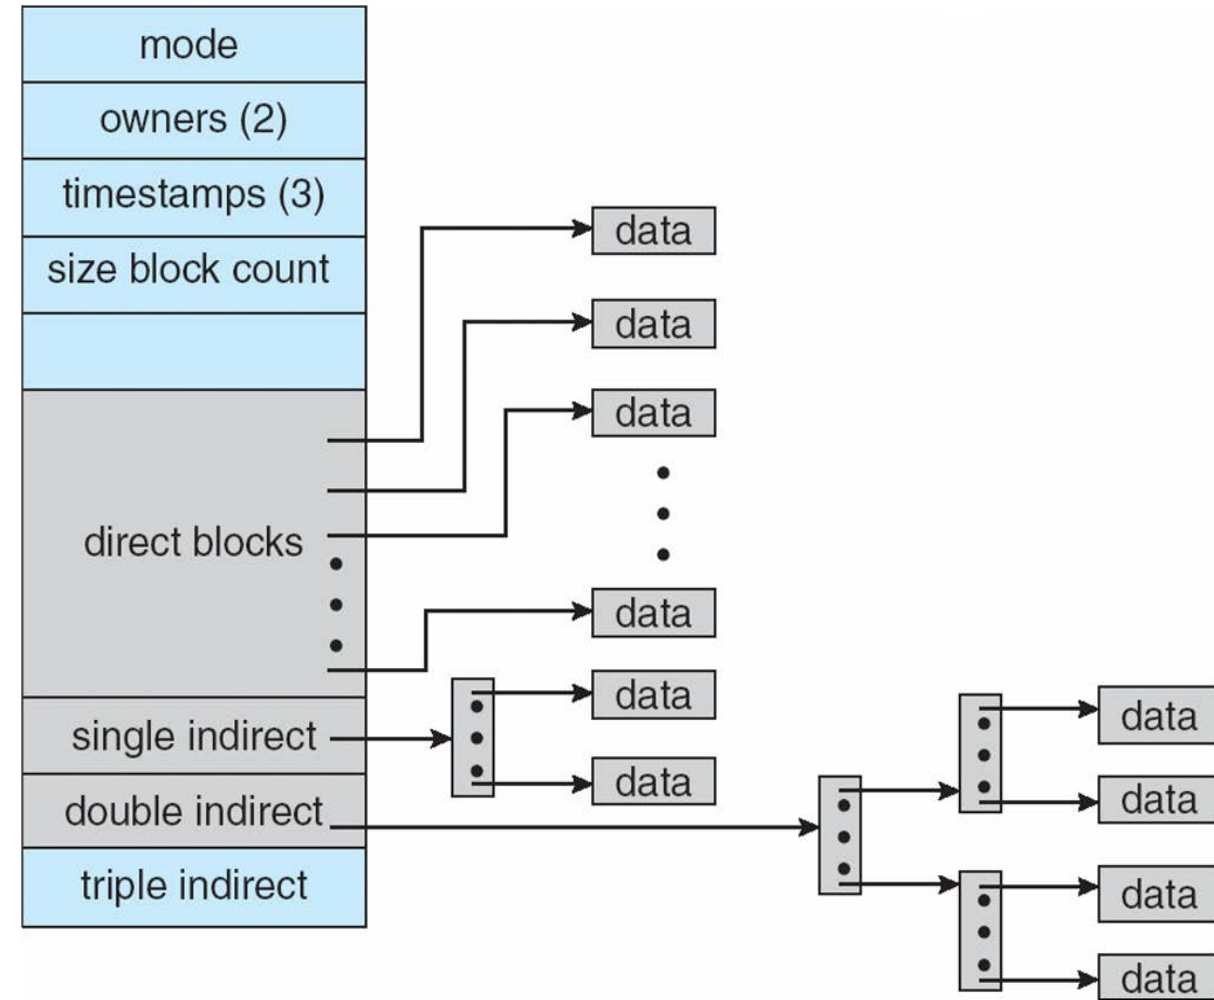 mode
owners (2)
timestamps (3)
size block count
data
data
data
direct blocks
data
single indirect
data
data
double indirect
data
data
data
data
triple indirect